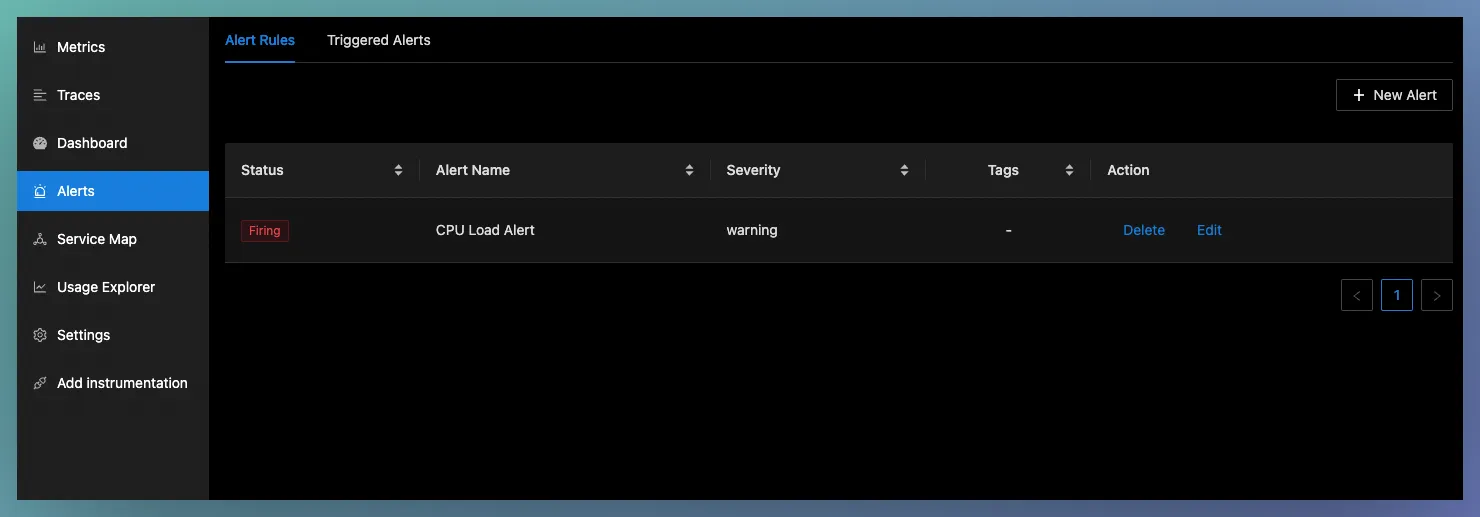 Metrics
Traces
Dashboard
Alerts
Service Map
Usage Explorer
Settings
Add instrumentation
Alert Rules Triggered Alerts
+ New Alert
Status Alert Name Severity Tags Action
Firing CPU Load Alert warning - Delete Edit
< 1 >